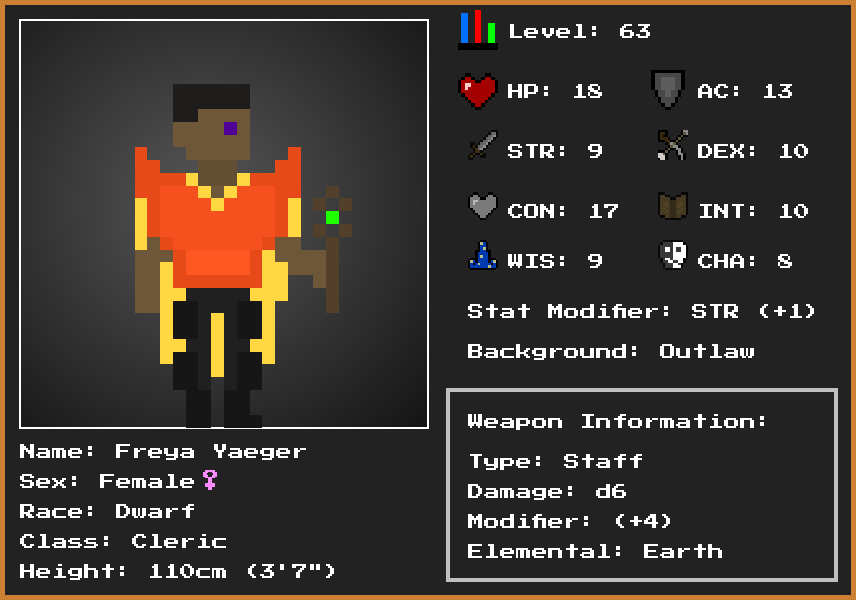 Level: 63
HP: 18
AC: 13
STR: 9
DEX: 10
CON: 17
INT: 10
WIS: 9
CHA: 8
Stat Modifier: STR (+1)
Background: Outlaw
Weapon Information:
Type: Staff
Damage: d6
Modifier: (+4)
Elemental: Earth
Name: Freya Yaeger
Sex: Female♀
Race: Dwarf
Class: Cleric
Height: 110cm (3'7")